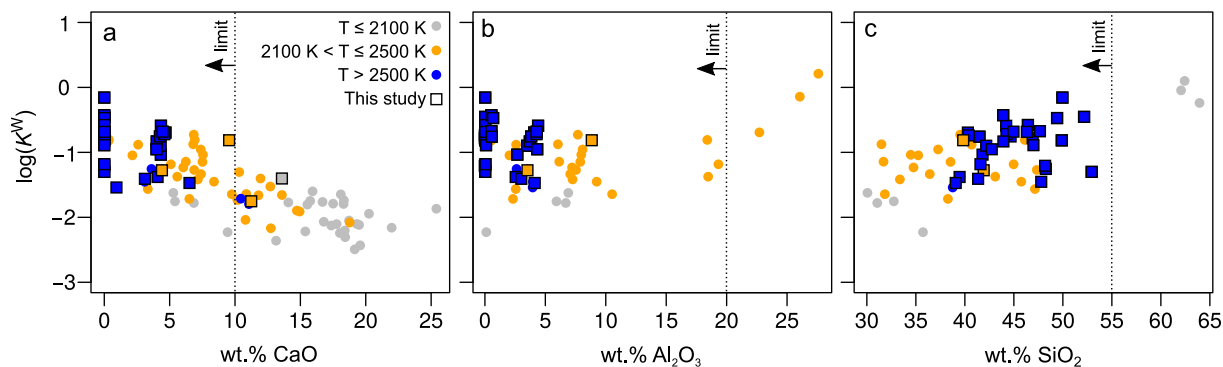 a
limit
T ≤ 2100 K
2100 K < T ≤ 2500 K
T > 2500 K
This study
b
limit
c
limit
log(K^W)
1
0
−1
−2
−3
0 5 10 15 20 25
0 5 10 15 20 25
30 35 40 45 50 55 60 65
wt.% CaO
wt.% Al₂O₃
wt.% SiO₂